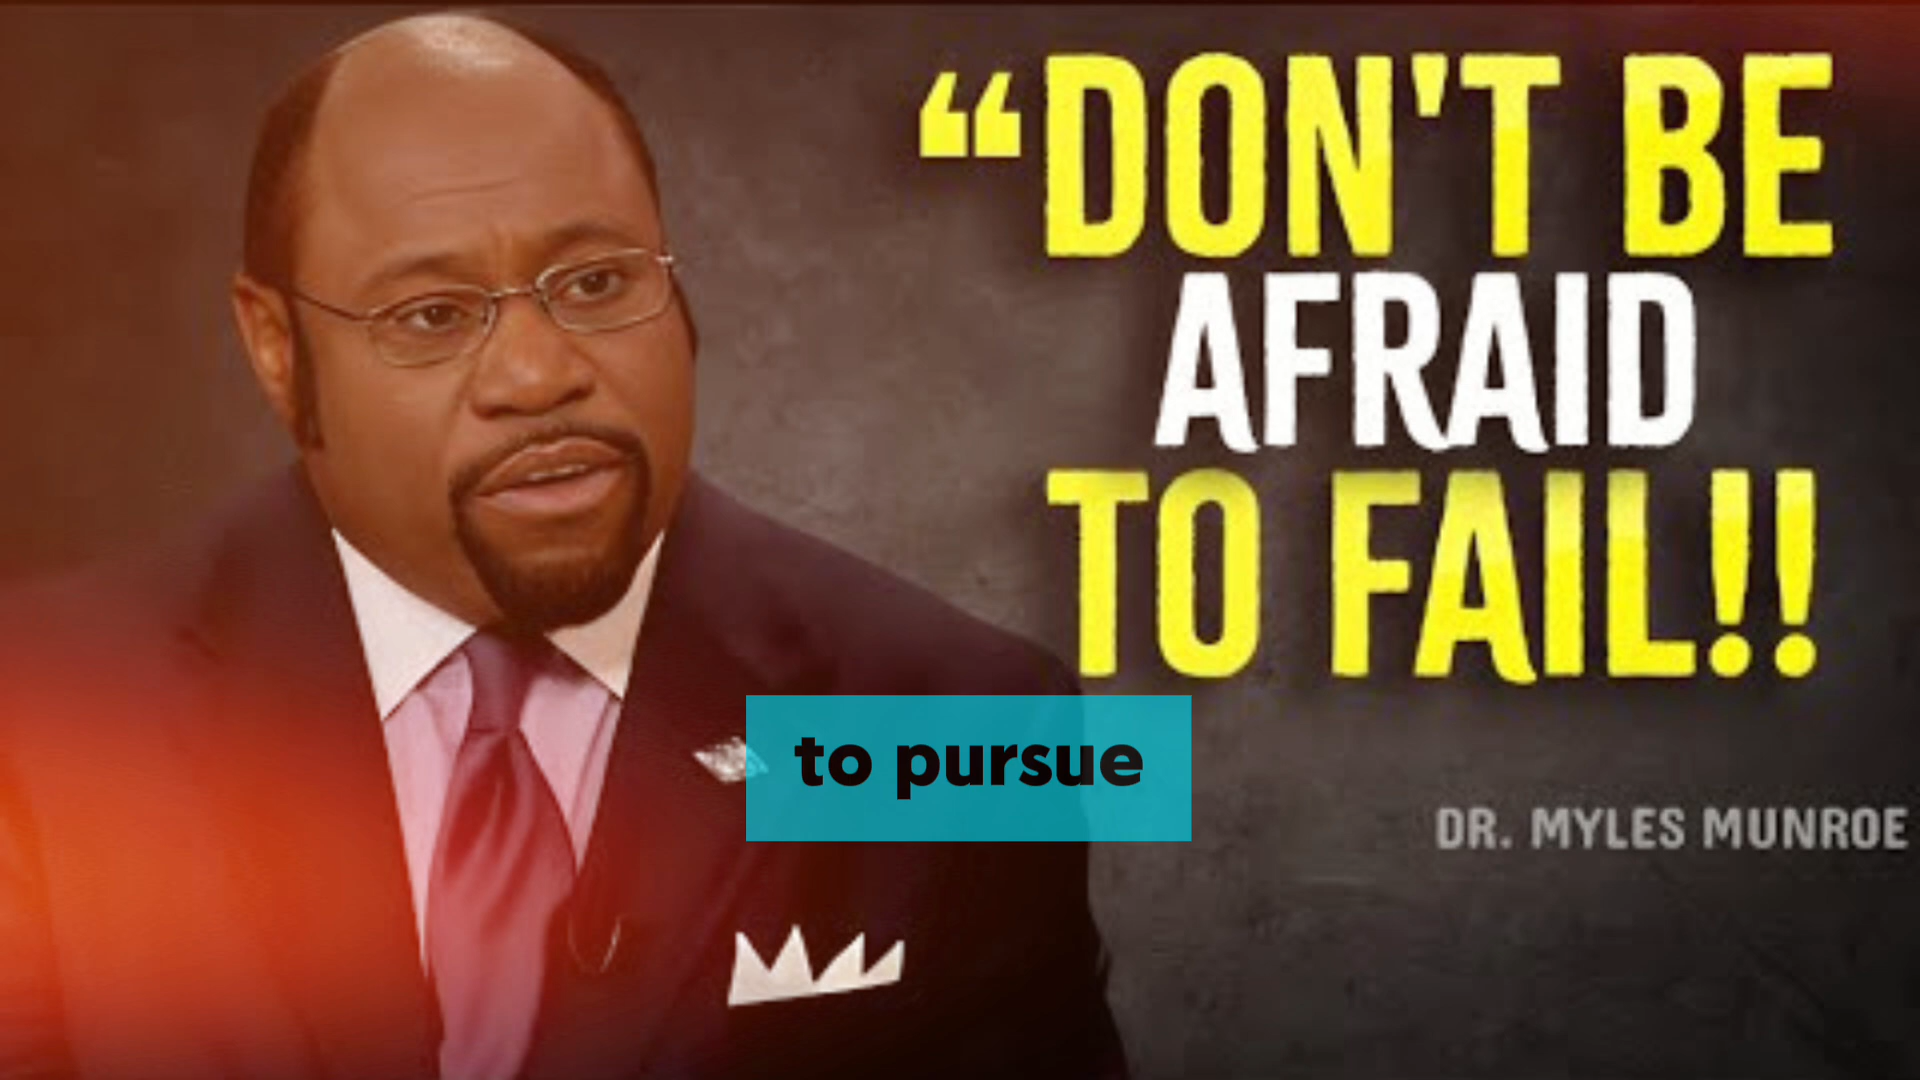 “DON'T BE
AFRAID
TO FAIL!!
to pursue
DR. MYLES MUNROE